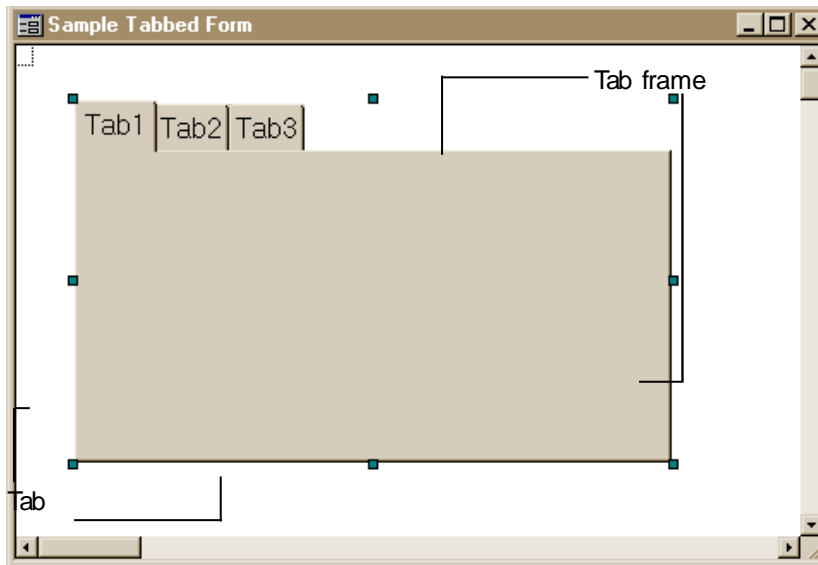 Sample Tabbed Form
Tab frame
Tab1 Tab2 Tab3
Tab